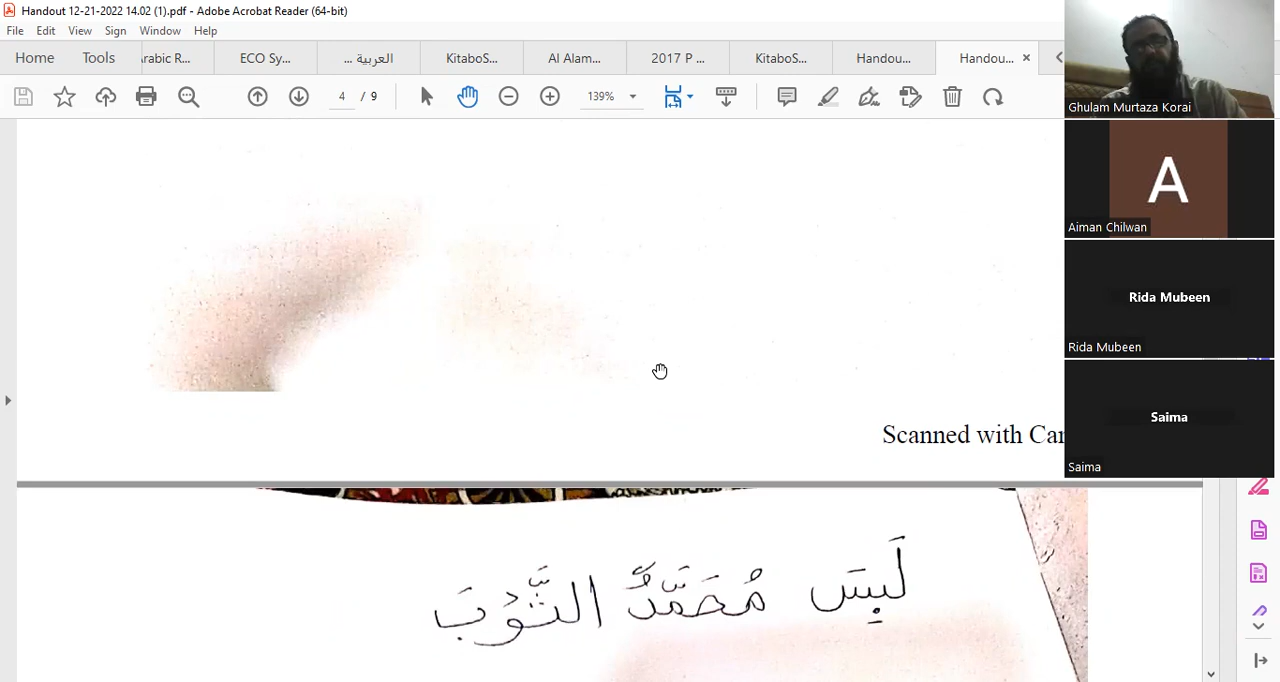 Handout 12-21-2022 14.02 (1).pdf - Adobe Acrobat Reader (64-bit)
File Edit View Sign Window Help
Home Tools arabic R... ECO Sy... العربية ... KitaboS... Al Alam... 2017 P ... KitaboS... Handou... Handou...
4 / 9 139%
Ghulam Murtaza Korai
A
Aiman Chilwan
Rida Mubeen
Rida Mubeen
Saima
Saima
Scanned with Car
لَبِسَ مُحَمَّدٌ الثَّوْبَ